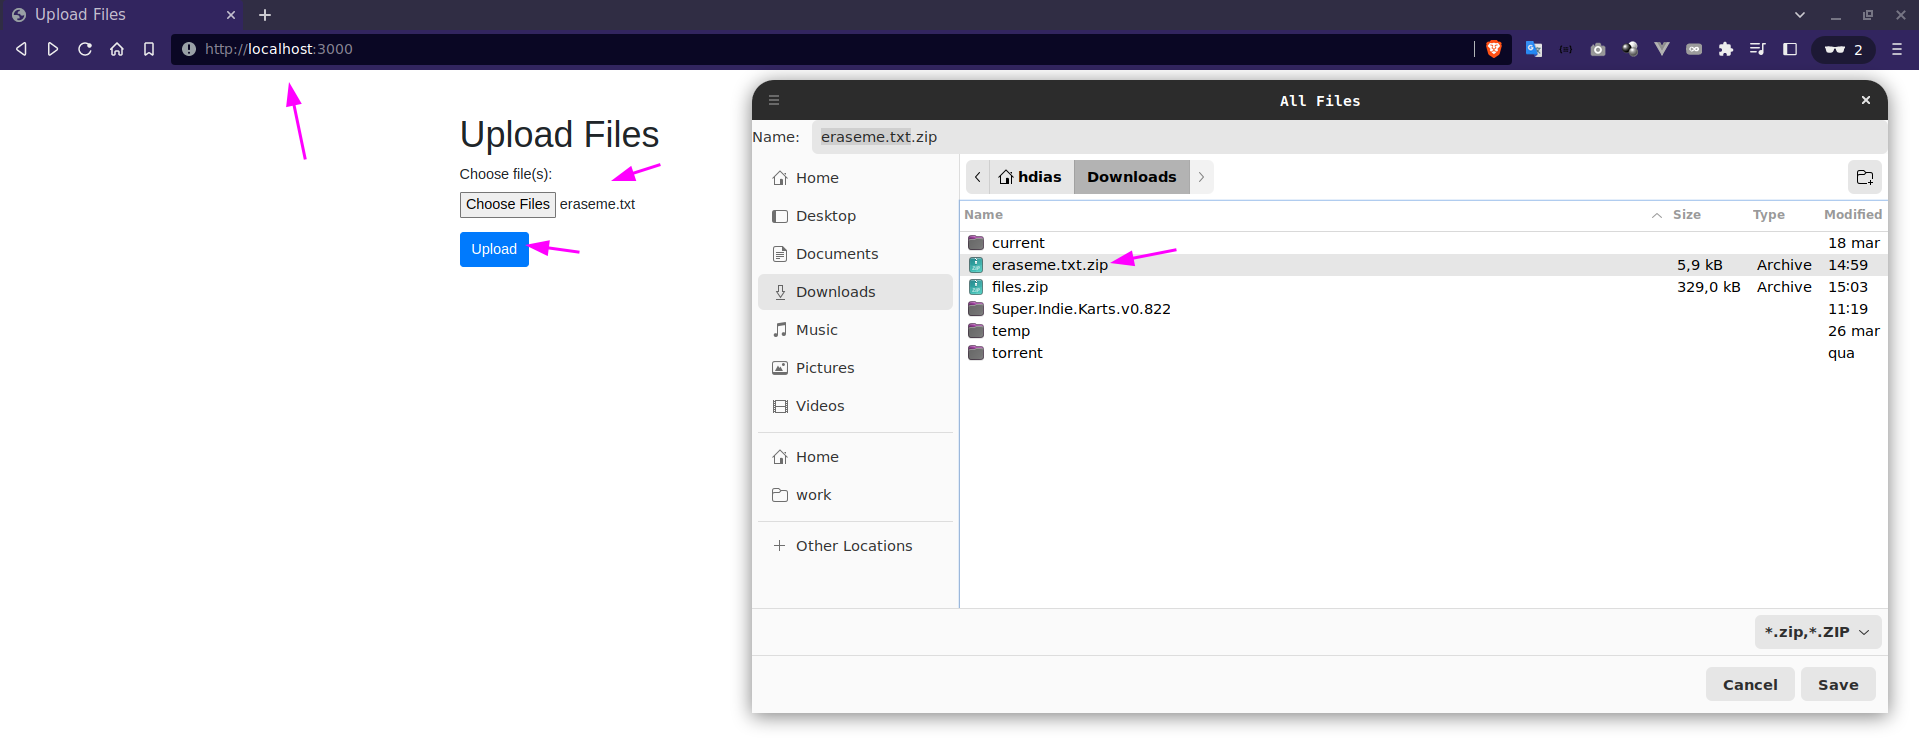 Upload Files
http://localhost:3000
2
Upload Files
Choose file(s):
Choose Files eraseme.txt
Upload
All Files
Name: eraseme.txt.zip
Home
Desktop
Documents
Downloads
Music
Pictures
Videos
Home
work
Other Locations
hdias Downloads
Name Size Type Modified
current 18 mar
eraseme.txt.zip 5,9 kB Archive 14:59
files.zip 329,0 kB Archive 15:03
Super.Indie.Karts.v0.822 11:19
temp 26 mar
torrent qua
*.zip,*.ZIP
Cancel Save